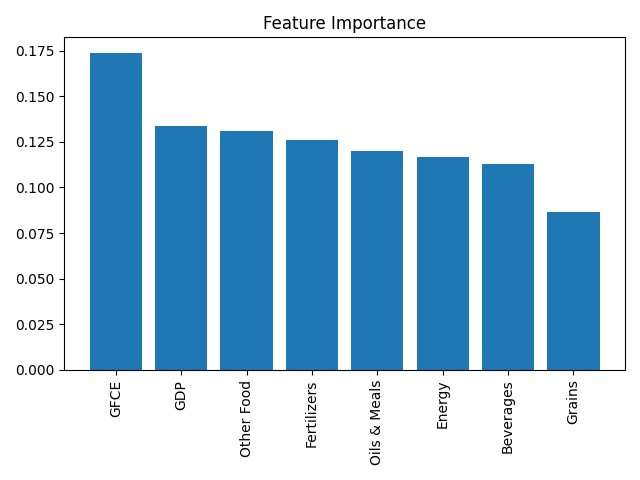 Feature Importance
0.175
0.150
0.125
0.100
0.075
0.050
0.025
0.000
GFCE
GDP
Other Food
Fertilizers
Oils & Meals
Energy
Beverages
Grains